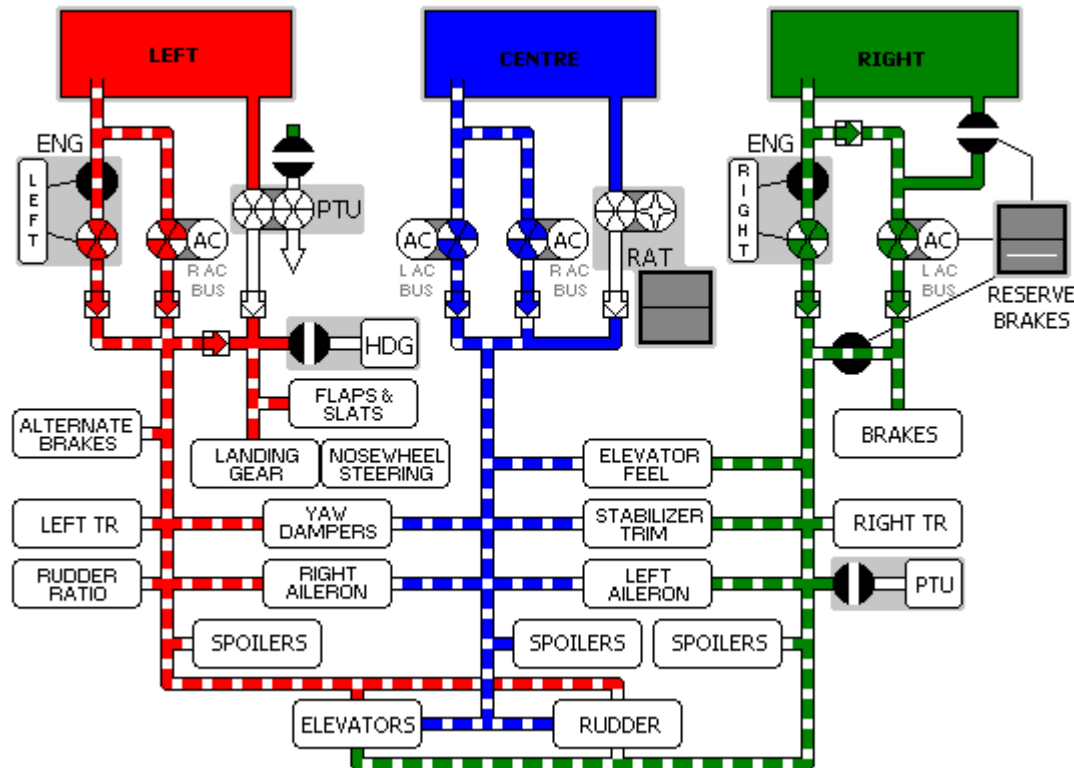 LEFT
CENTRE
RIGHT
ENG
LEFT
PTU
AC
R AC
BUS
AC
L AC
BUS
AC
R AC
BUS
RAT
ENG
RIGHT
AC
L AC
BUS
RESERVE
BRAKES
HDG
FLAPS &
SLATS
ALTERNATE
BRAKES
LANDING
GEAR
NOSEWHEEL
STEERING
ELEVATOR
FEEL
BRAKES
LEFT TR
YAW
DAMPERS
STABILIZER
TRIM
RIGHT TR
RUDDER
RATIO
RIGHT
AILERON
LEFT
AILERON
PTU
SPOILERS
SPOILERS
SPOILERS
ELEVATORS
RUDDER